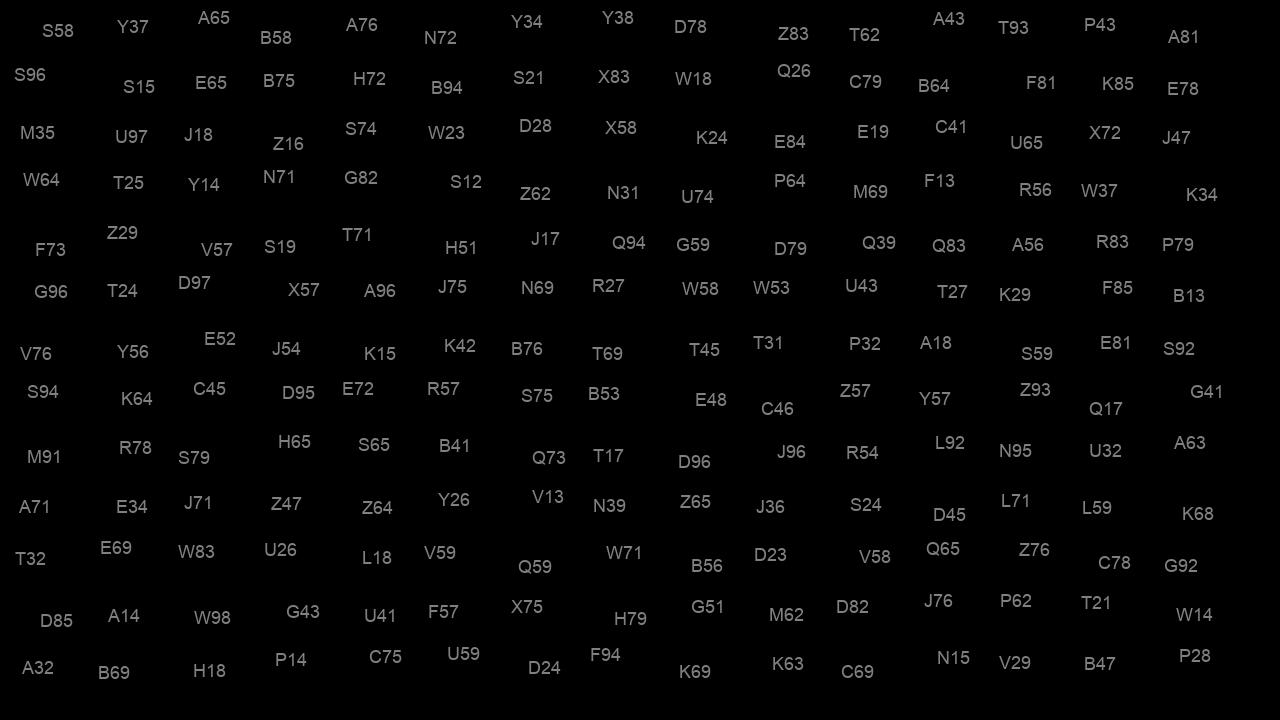 S58 Y37 A65 B58 A76 N72 Y34 Y38 D78 Z83 T62 A43 T93 P43 A81
S96 S15 E65 B75 H72 B94 S21 X83 W18 Q26 C79 B64 F81 K85 E78
M35 U97 J18 Z16 S74 W23 D28 X58 K24 E84 E19 C41 U65 X72 J47
W64 T25 Y14 N71 G82 S12 Z62 N31 U74 P64 M69 F13 R56 W37 K34
F73 Z29 V57 S19 T71 H51 J17 Q94 G59 D79 Q39 Q83 A56 R83 P79
G96 T24 D97 X57 A96 J75 N69 R27 W58 W53 U43 T27 K29 F85 B13
V76 Y56 E52 J54 K15 K42 B76 T69 T45 T31 P32 A18 S59 E81 S92
S94 K64 C45 D95 E72 R57 S75 B53 E48 C46 Z57 Y57 Z93 Q17 G41
M91 R78 S79 H65 S65 B41 Q73 T17 D96 J96 R54 L92 N95 U32 A63
A71 E34 J71 Z47 Z64 Y26 V13 N39 Z65 J36 S24 D45 L71 L59 K68
T32 E69 W83 U26 L18 V59 Q59 W71 B56 D23 V58 Q65 Z76 C78 G92
D85 A14 W98 G43 U41 F57 X75 H79 G51 M62 D82 J76 P62 T21 W14
A32 B69 H18 P14 C75 U59 D24 F94 K69 K63 C69 N15 V29 B47 P28